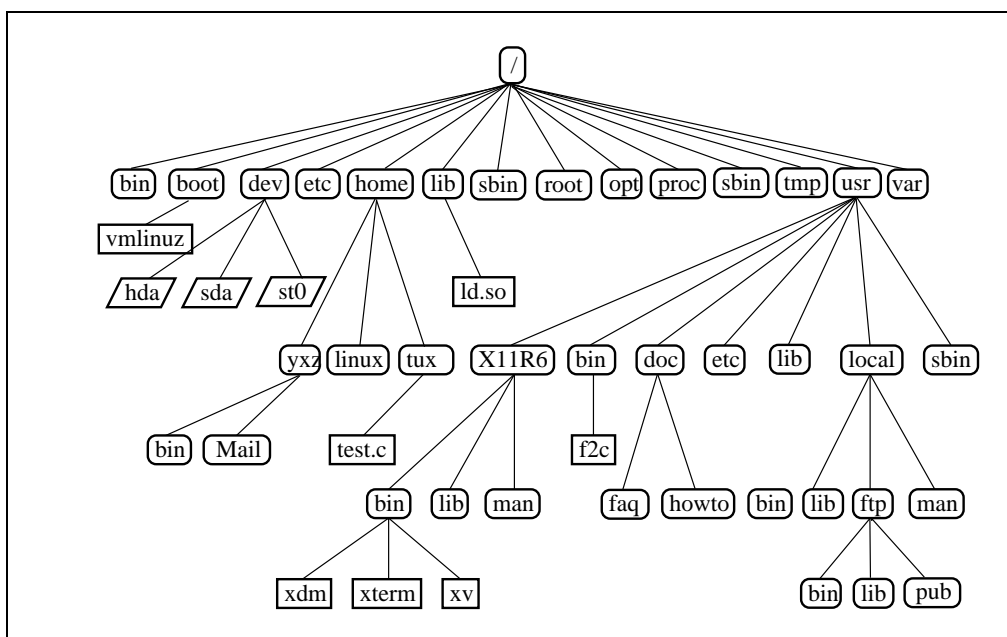 /
bin boot dev etc home lib sbin root opt proc sbin tmp usr var
vmlinuz
hda sda st0 ld.so
yxz linux tux X11R6 bin doc etc lib local sbin
bin Mail test.c f2c
bin lib man faq howto bin lib ftp man
xdm xterm xv bin lib pub